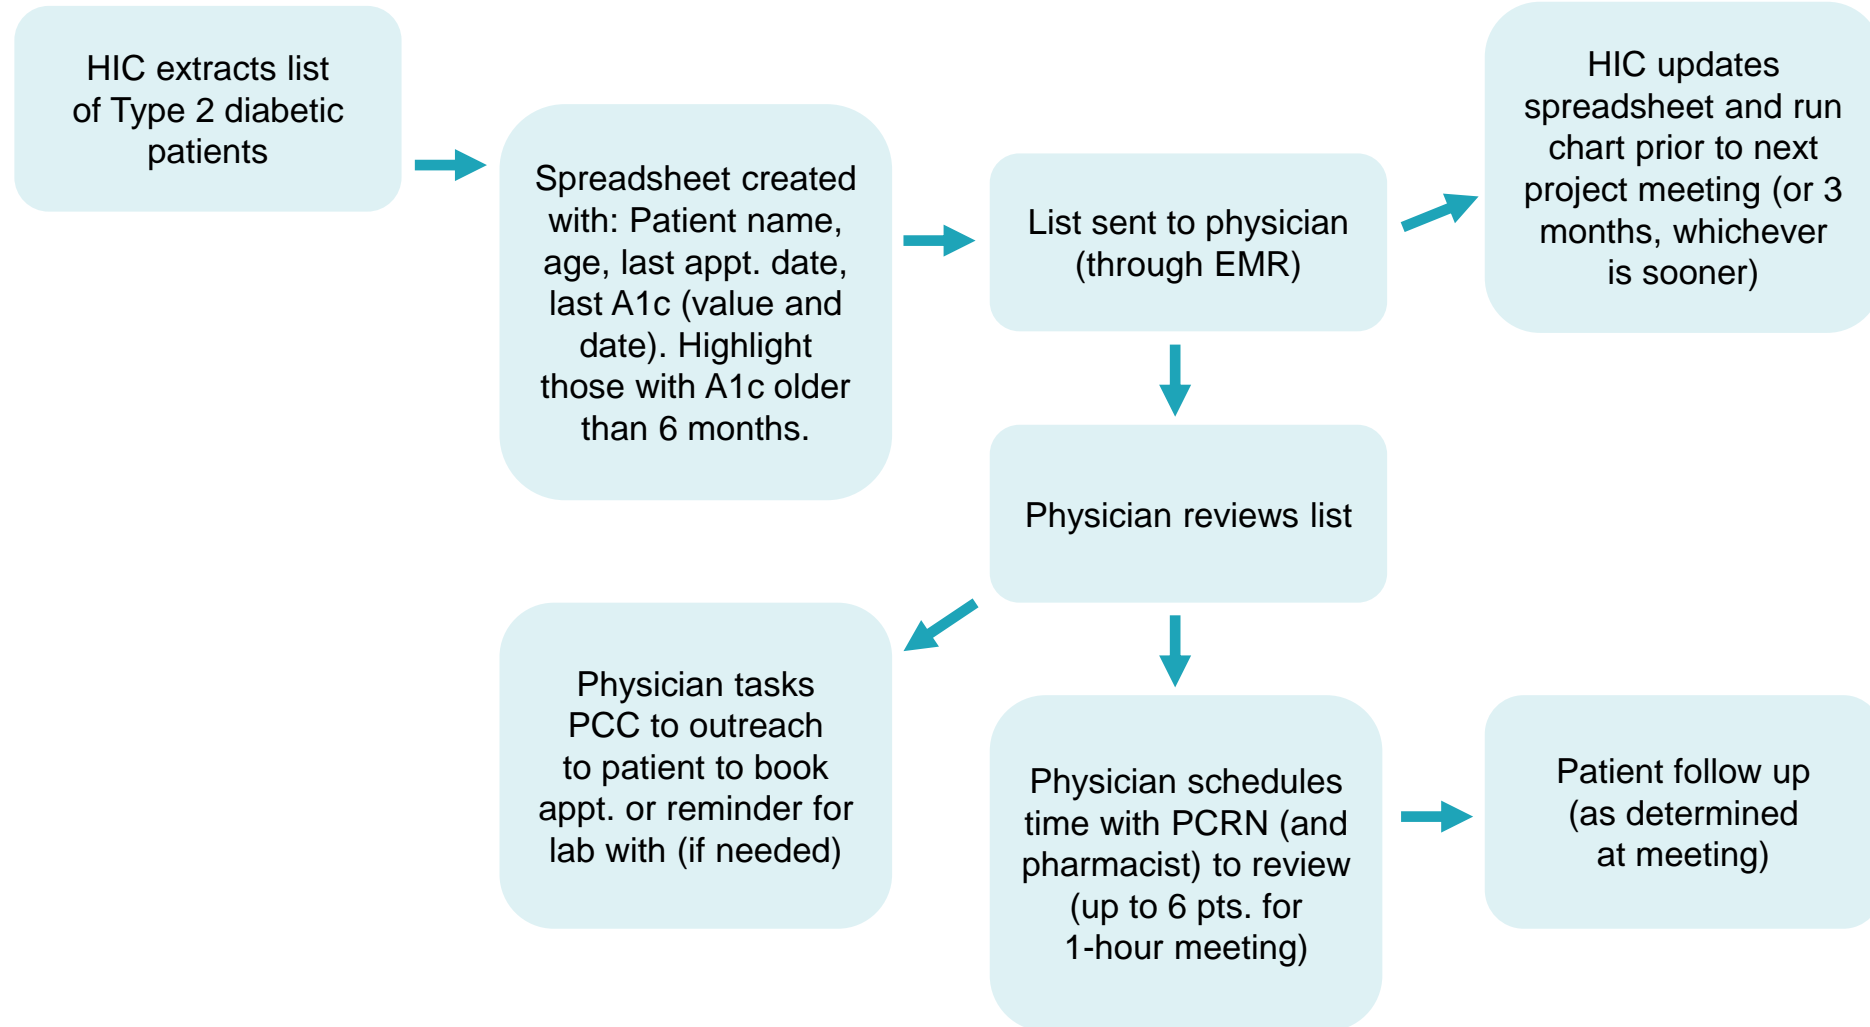 HIC extracts list
of Type 2 diabetic
patients
Spreadsheet created
with: Patient name,
age, last appt. date,
last A1c (value and
date). Highlight
those with A1c older
than 6 months.
List sent to physician
(through EMR)
HIC updates
spreadsheet and run
chart prior to next
project meeting (or 3
months, whichever
is sooner)
Physician reviews list
Physician tasks
PCC to outreach
to patient to book
appt. or reminder for
lab with (if needed)
Physician schedules
time with PCRN (and
pharmacist) to review
(up to 6 pts. for
1-hour meeting)
Patient follow up
(as determined
at meeting)